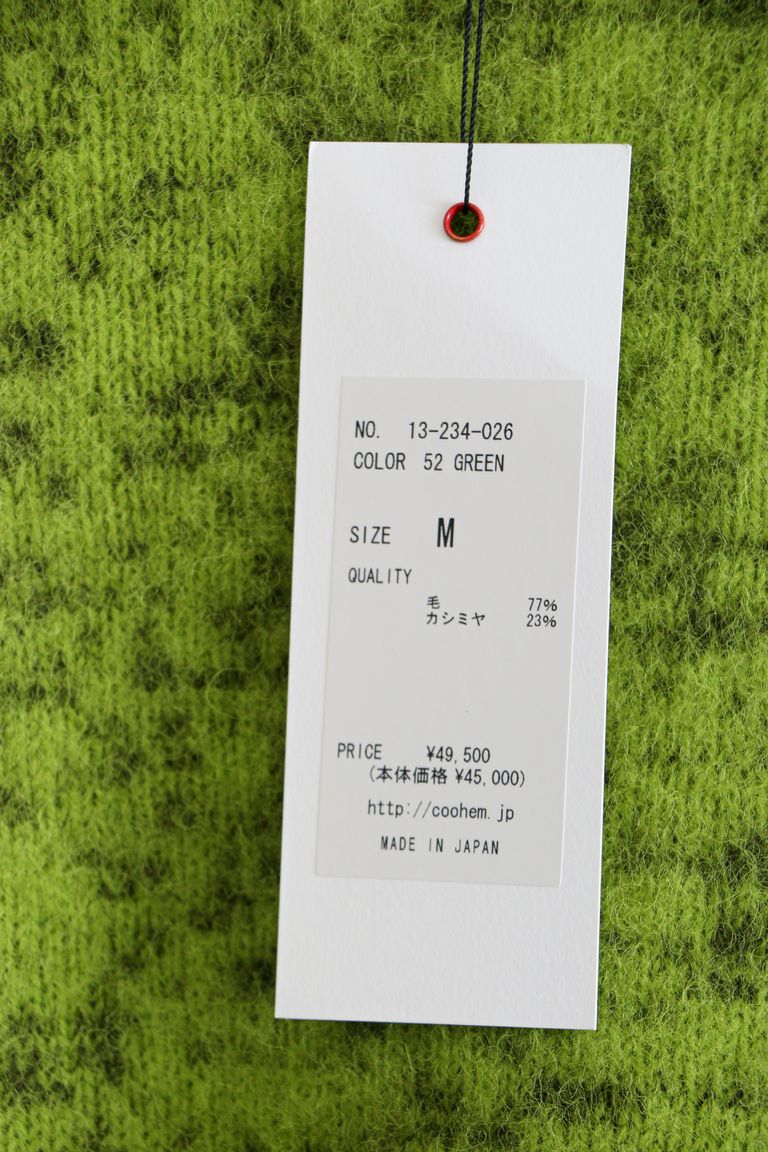 NO. 13-234-026
COLOR 52 GREEN
SIZE M
QUALITY
毛 77%
カシミヤ 23%
PRICE ¥49,500
(本体価格 ¥45,000)
http://coohem.jp
MADE IN JAPAN